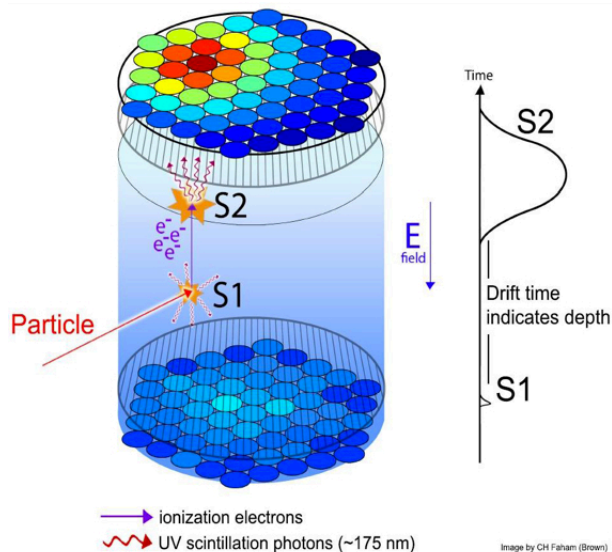 Time
S2
S2
e-
e- e-
e- e-
E
field
S1
Drift time
indicates depth
Particle
S1
ionization electrons
UV scintillation photons (~175 nm)
Image by CH Faham (Brown)